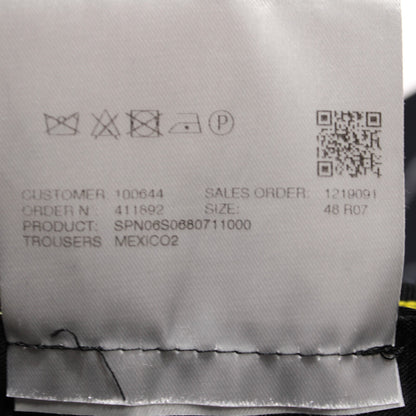 CUSTOMER 100644 SALES ORDER: 1219091
ORDER N 411892 SIZE: 48 R07
PRODUCT: SPN06S0680711000
TROUSERS MEXICO2